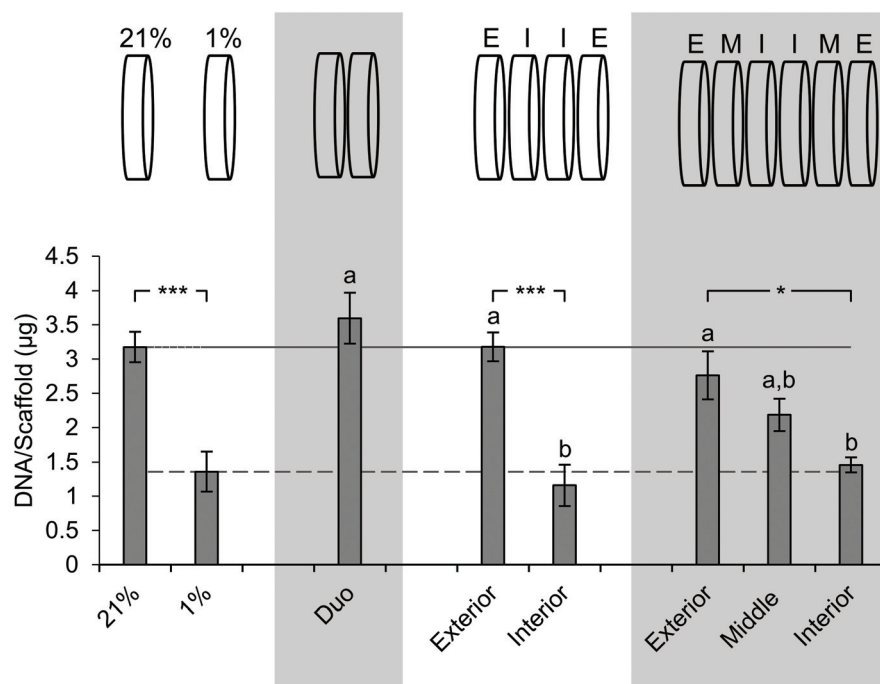 21% 1% E I I E E M I I M E
DNA/Scaffold (µg)
4.5
4
3.5
3
2.5
2
1.5
1
0.5
0
*** a a *** b a a,b b *
21% 1% Duo Exterior Interior Exterior Middle Interior